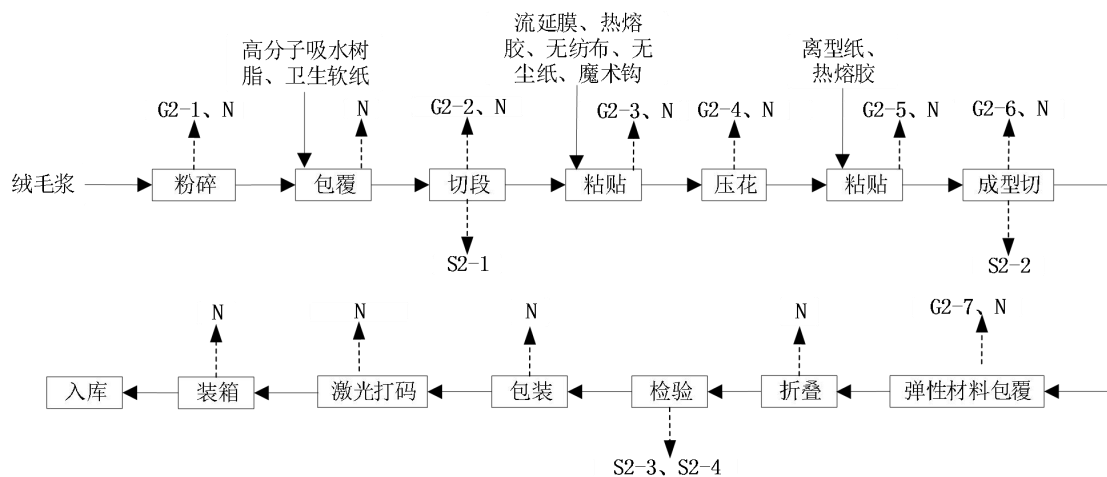 高分子吸水树
脂、卫生软纸
流延膜、热熔
胶、无纺布、无
尘纸、魔术钩
离型纸、
热熔胶
G2-1、N
N
G2-2、N
G2-3、N
G2-4、N
G2-5、N
G2-6、N
绒毛浆
粉碎
包覆
切段
粘贴
压花
粘贴
成型切
S2-1
S2-2
N
N
N
N
G2-7、N
入库
装箱
激光打码
包装
检验
折叠
弹性材料包覆
S2-3、S2-4